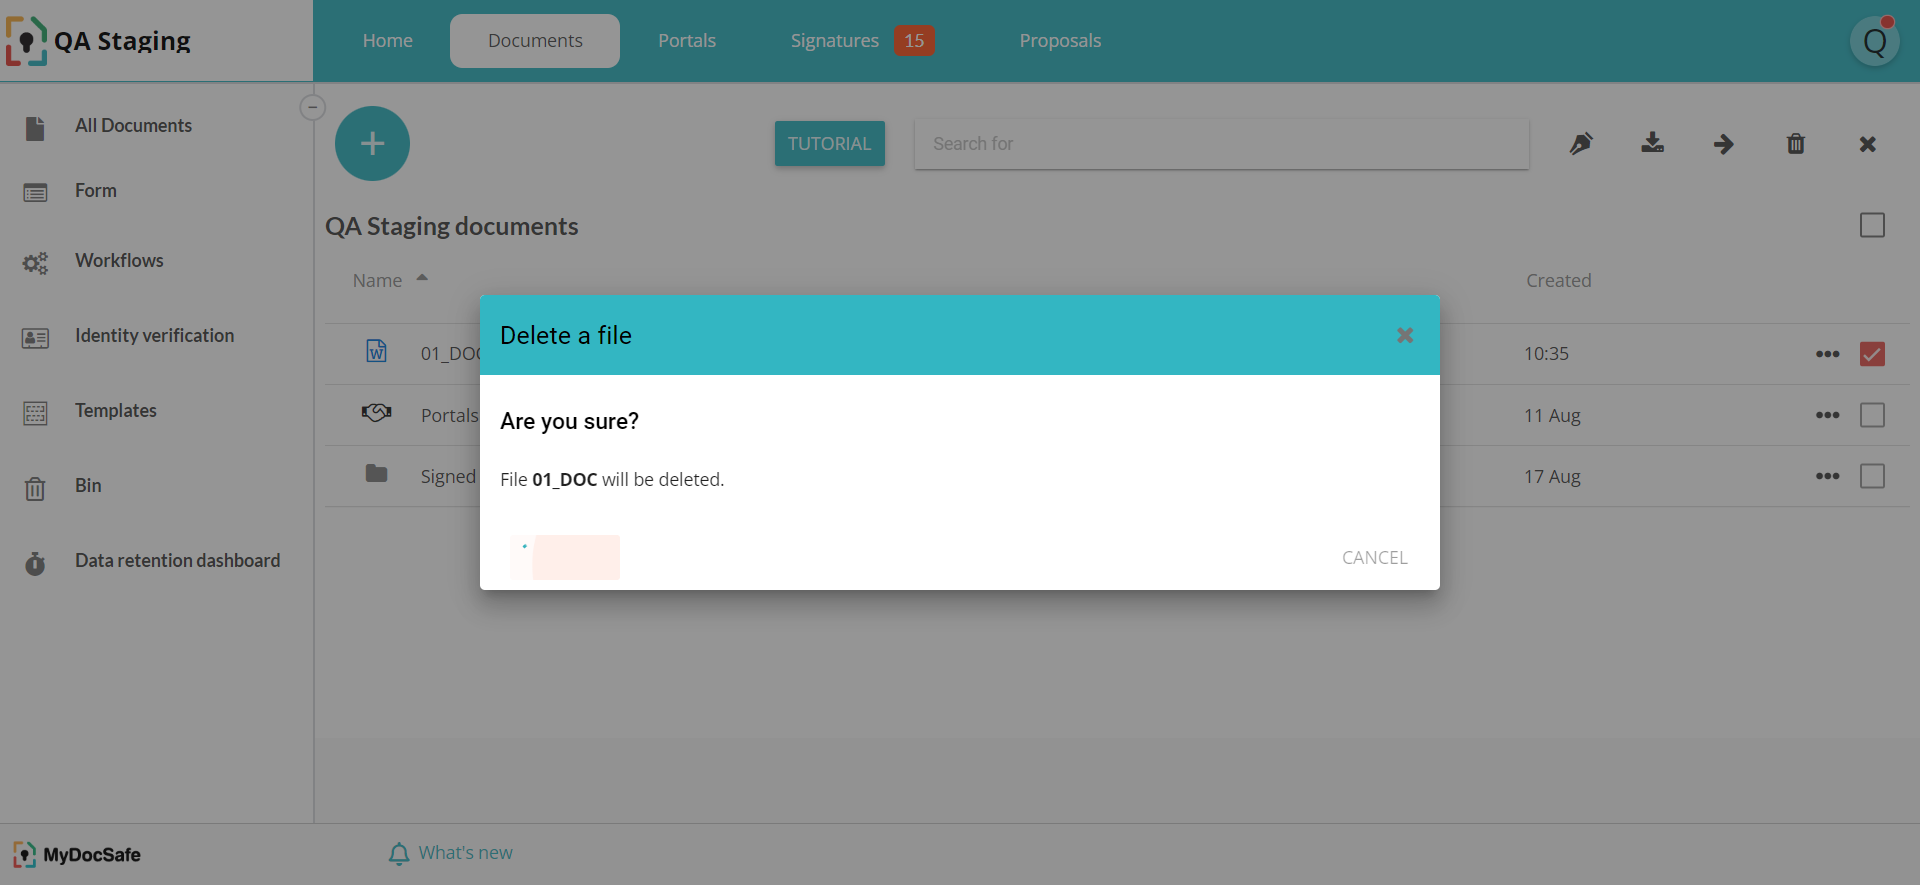 QA Staging
Home
Documents
Portals
Signatures 15
Proposals
Q
All Documents
Form
Workflows
Identity verification
Templates
Bin
Data retention dashboard
+
TUTORIAL
Search for
QA Staging documents
Name
Created
01_DOC
10:35
Portals
11 Aug
Signed
17 Aug
Delete a file
Are you sure?
File 01_DOC will be deleted.
CANCEL
MyDocSafe
What's new